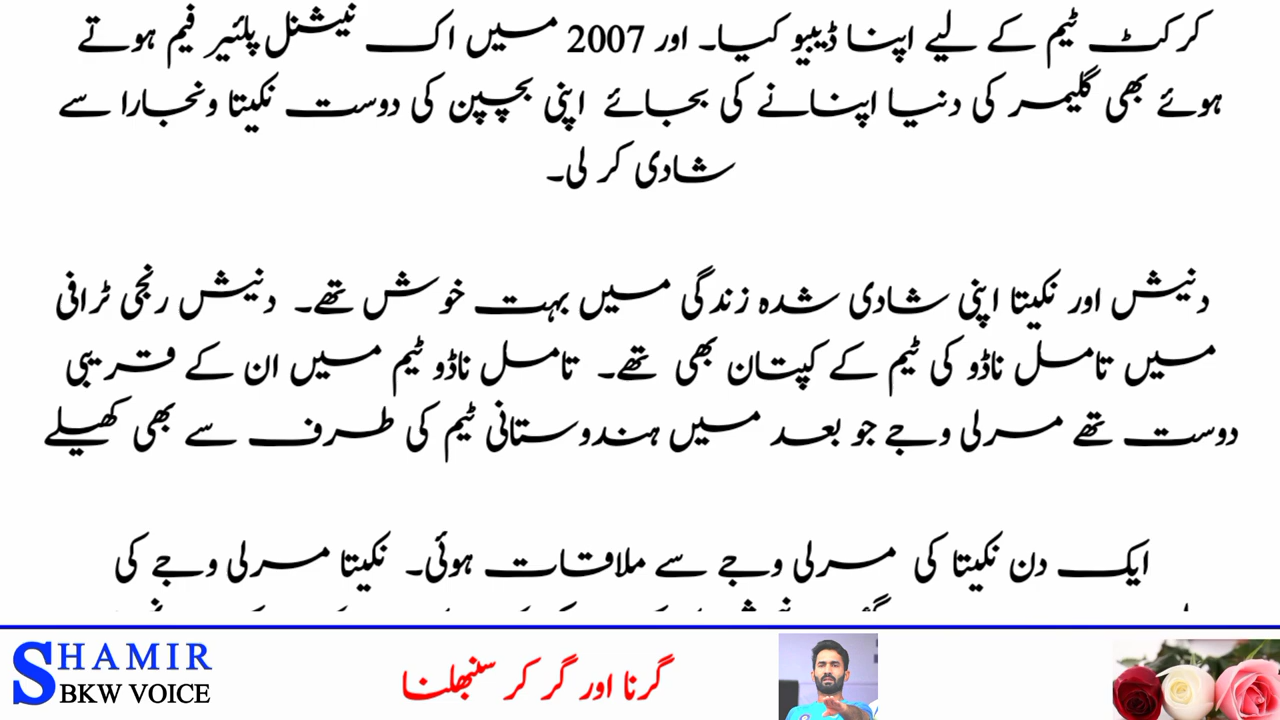 کرکٹ ٹیم کے لیے اپنا ڈیبیو کیا۔ اور 2007 میں اک نیشنل پلئیر فیم ہوتے
ہوئے بھی گلیمر کی دنیا اپنانے کی بجائے اپنی بچپن کی دوست نکیتا ونجارا سے
شادی کر لی۔
دنیش اور نکیتا اپنی شادی شدہ زندگی میں بہت خوش تھے۔ دنیش رنجی ٹرافی
میں تامل ناڈو کی ٹیم کے کپتان بھی تھے۔ تامل ناڈو ٹیم میں ان کے قریبی
دوست تھے مرلی وجے جو بعد میں ہندوستانی ٹیم کی طرف سے بھی کھیلے
ایک دن نکیتا کی مرلی وجے سے ملاقات ہوئی۔ نکیتا مرلی وجے کی
SHAMIR
BKW VOICE
گرنا اور گر کر سنبھلنا